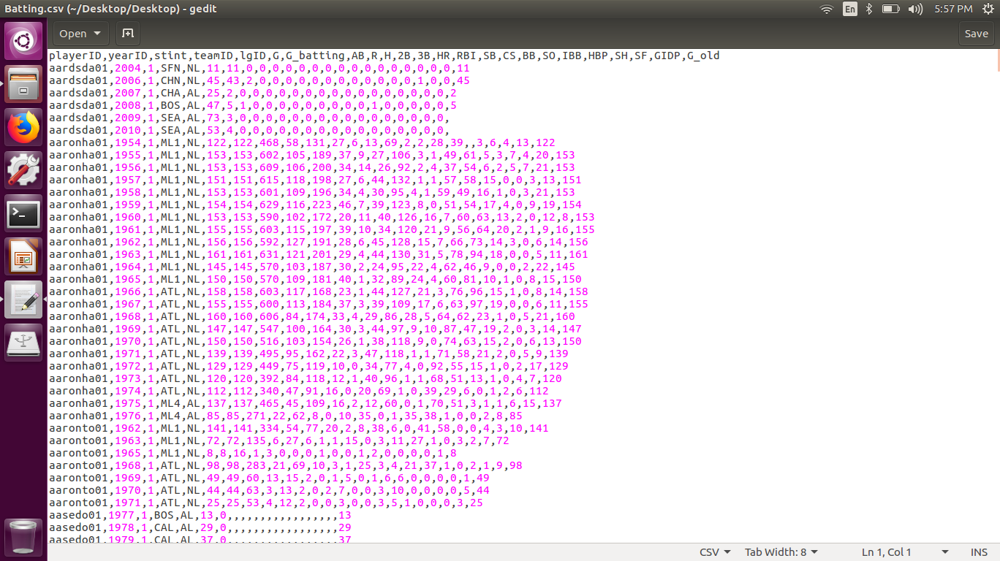 Batting.csv (~/Desktop/Desktop) - gedit
En
5:57 PM
Open
Save
playerID,yearID,stint,teamID,lgID,G,G_batting,AB,R,H,2B,3B,HR,RBI,SB,CS,BB,SO,IBB,HBP,SH,SF,GIDP,G_old
aardsda01,2004,1,SFN,NL,11,11,0,0,0,0,0,0,0,0,0,0,0,0,0,0,0,0,11
aardsda01,2006,1,CHN,NL,45,43,2,0,0,0,0,0,0,0,0,0,0,0,0,1,0,0,45
aardsda01,2007,1,CHA,AL,25,2,0,0,0,0,0,0,0,0,0,0,0,0,0,0,0,0,2
aardsda01,2008,1,BOS,AL,47,5,1,0,0,0,0,0,0,0,0,0,1,0,0,0,0,0,5
aardsda01,2009,1,SEA,AL,73,3,0,0,0,0,0,0,0,0,0,0,0,0,0,0,0,0,
aardsda01,2010,1,SEA,AL,53,4,0,0,0,0,0,0,0,0,0,0,0,0,0,0,0,0,
aaronha01,1954,1,ML1,NL,122,122,468,58,131,27,6,13,69,2,2,28,39,,3,6,4,13,122
aaronha01,1955,1,ML1,NL,153,153,602,105,189,37,9,27,106,3,1,49,61,5,3,7,4,20,153
aaronha01,1956,1,ML1,NL,153,153,609,106,200,34,14,26,92,2,4,37,54,6,2,5,7,21,153
aaronha01,1957,1,ML1,NL,151,151,615,118,198,27,6,44,132,1,1,57,58,15,0,0,3,13,151
aaronha01,1958,1,ML1,NL,153,153,601,109,196,34,4,30,95,4,1,59,49,16,1,0,3,21,153
aaronha01,1959,1,ML1,NL,154,154,629,116,223,46,7,39,123,8,0,51,54,17,4,0,9,19,154
aaronha01,1960,1,ML1,NL,153,153,590,102,172,20,11,40,126,16,7,60,63,13,2,0,12,8,153
aaronha01,1961,1,ML1,NL,155,155,603,115,197,39,10,34,120,21,9,56,64,20,2,1,9,16,155
aaronha01,1962,1,ML1,NL,156,156,592,127,191,28,6,45,128,15,7,66,73,14,3,0,6,14,156
aaronha01,1963,1,ML1,NL,161,161,631,121,201,29,4,44,130,31,5,78,94,18,0,0,5,11,161
aaronha01,1964,1,ML1,NL,145,145,570,103,187,30,2,24,95,22,4,62,46,9,0,0,2,22,145
aaronha01,1965,1,ML1,NL,150,150,570,109,181,40,1,32,89,24,4,60,81,10,1,0,8,15,150
aaronha01,1966,1,ATL,NL,158,158,603,117,168,23,1,44,127,21,3,76,96,15,1,0,8,14,158
aaronha01,1967,1,ATL,NL,155,155,600,113,184,37,3,39,109,17,6,63,97,19,0,0,6,11,155
aaronha01,1968,1,ATL,NL,160,160,606,84,174,33,4,29,86,28,5,64,62,23,1,0,5,21,160
aaronha01,1969,1,ATL,NL,147,147,547,100,164,30,3,44,97,9,10,87,47,19,2,0,3,14,147
aaronha01,1970,1,ATL,NL,150,150,516,103,154,26,1,38,118,9,0,74,63,15,2,0,6,13,150
aaronha01,1971,1,ATL,NL,139,139,495,95,162,22,3,47,118,1,1,71,58,21,2,0,5,9,139
aaronha01,1972,1,ATL,NL,129,129,449,75,119,10,0,34,77,4,0,92,55,15,1,0,2,17,129
aaronha01,1973,1,ATL,NL,120,120,392,84,118,12,1,40,96,1,1,68,51,13,1,0,4,7,120
aaronha01,1974,1,ATL,NL,112,112,340,47,91,16,0,20,69,1,0,39,29,6,0,1,2,6,112
aaronha01,1975,1,ML4,AL,137,137,465,45,109,16,2,12,60,0,1,70,51,3,1,1,6,15,137
aaronha01,1976,1,ML4,AL,85,85,271,22,62,8,0,10,35,0,1,35,38,1,0,0,2,8,85
aaronto01,1962,1,ML1,NL,141,141,334,54,77,20,2,8,38,6,0,41,58,0,0,4,3,10,141
aaronto01,1963,1,ML1,NL,72,72,135,6,27,6,1,1,15,0,3,11,27,1,0,3,2,7,72
aaronto01,1965,1,ML1,NL,8,8,16,1,3,0,0,0,1,0,0,1,2,0,0,0,0,1,8
aaronto01,1968,1,ATL,NL,98,98,283,21,69,10,3,1,25,3,4,21,37,1,0,2,1,9,98
aaronto01,1969,1,ATL,NL,49,49,60,13,15,2,0,1,5,0,1,6,6,0,0,0,0,1,49
aaronto01,1970,1,ATL,NL,44,44,63,3,13,2,0,2,7,0,0,3,10,0,0,0,0,5,44
aaronto01,1971,1,ATL,NL,25,25,53,4,12,2,0,0,3,0,0,3,5,1,0,0,0,3,25
aasedo01,1977,1,BOS,AL,13,0,,,,,,,,,,,,,,,,,13
aasedo01,1978,1,CAL,AL,29,0,,,,,,,,,,,,,,,,,29
aasedo01,1979,1,CAL,AL,37,0,,,,,,,,,,,,,,,,,37
CSV
Tab Width: 8
Ln 1, Col 1
INS